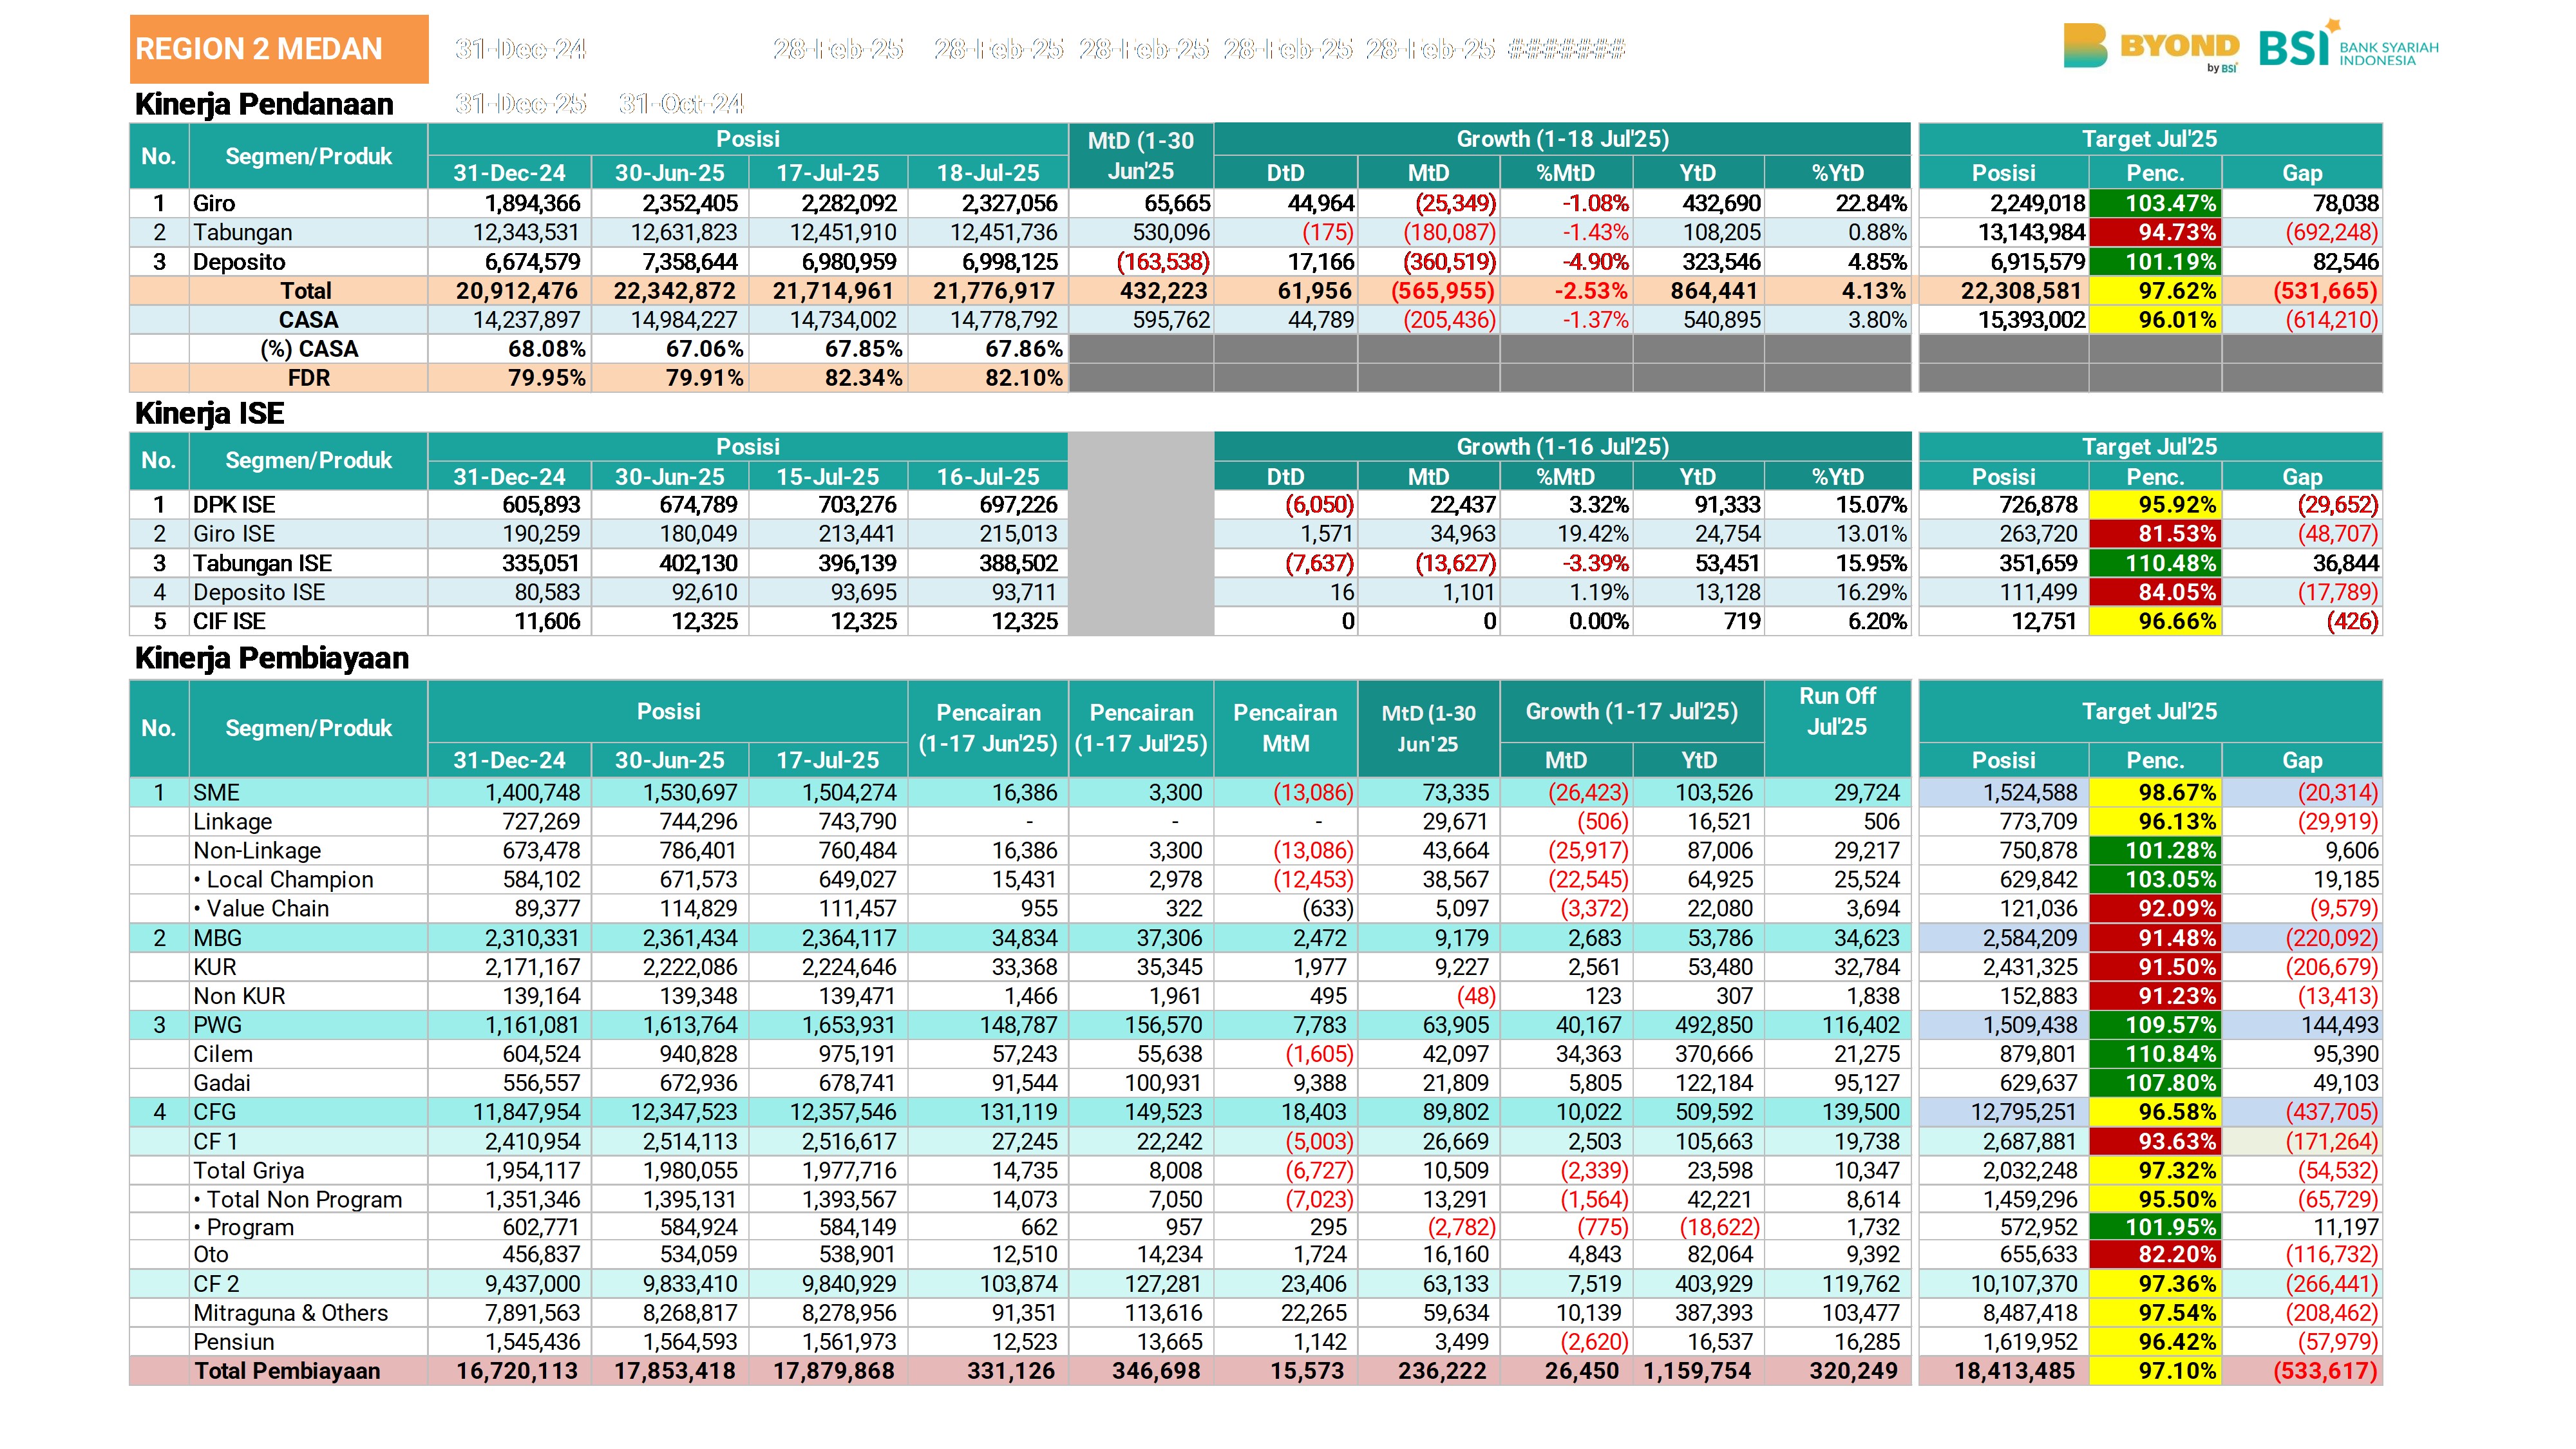 REGION 2 MEDAN 31-Dec-24 28-Feb-25 28-Feb-25 28-Feb-25 28-Feb-25 28-Feb-25 #######
BYOND by BSI BSI BANK SYARIAH INDONESIA
Kinerja Pendanaan 31-Dec-25 31-Oct-24
No. Segmen/Produk Posisi MtD (1-30 Jun'25 Growth (1-18 Jul'25) Target Jul'25
31-Dec-24 30-Jun-25 17-Jul-25 18-Jul-25 DtD MtD %MtD YtD %YtD Posisi Penc. Gap
1 Giro 1,894,366 2,352,405 2,282,092 2,327,056 65,665 44,964 (25,349) -1.08% 432,690 22.84% 2,249,018 103.47% 78,038
2 Tabungan 12,343,531 12,631,823 12,451,910 12,451,736 530,096 (175) (180,087) -1.43% 108,205 0.88% 13,143,984 94.73% (692,248)
3 Deposito 6,674,579 7,358,644 6,980,959 6,998,125 (163,538) 17,166 (360,519) -4.90% 323,546 4.85% 6,915,579 101.19% 82,546
Total 20,912,476 22,342,872 21,714,961 21,776,917 432,223 61,956 (565,955) -2.53% 864,441 4.13% 22,308,581 97.62% (531,665)
CASA 14,237,897 14,984,227 14,734,002 14,778,792 595,762 44,789 (205,436) -1.37% 540,895 3.80% 15,393,002 96.01% (614,210)
(%) CASA 68.08% 67.06% 67.85% 67.86%
FDR 79.95% 79.91% 82.34% 82.10%
Kinerja ISE
No. Segmen/Produk Posisi Growth (1-16 Jul'25) Target Jul'25
31-Dec-24 30-Jun-25 15-Jul-25 16-Jul-25 DtD MtD %MtD YtD %YtD Posisi Penc. Gap
1 DPK ISE 605,893 674,789 703,276 697,226 (6,050) 22,437 3.32% 91,333 15.07% 726,878 95.92% (29,652)
2 Giro ISE 190,259 180,049 213,441 215,013 1,571 34,963 19.42% 24,754 13.01% 263,720 81.53% (48,707)
3 Tabungan ISE 335,051 402,130 396,139 388,502 (7,637) (13,627) -3.39% 53,451 15.95% 351,659 110.48% 36,844
4 Deposito ISE 80,583 92,610 93,695 93,711 16 1,101 1.19% 13,128 16.29% 111,499 84.05% (17,789)
5 CIF ISE 11,606 12,325 12,325 12,325 0 0 0.00% 719 6.20% 12,751 96.66% (426)
Kinerja Pembiayaan
No. Segmen/Produk Posisi Pencairan (1-17 Jun'25) Pencairan (1-17 Jul'25) Pencairan MtM MtD (1-30 Jun'25 Growth (1-17 Jul'25) Run Off Jul'25 Target Jul'25
31-Dec-24 30-Jun-25 17-Jul-25 MtD YtD Posisi Penc. Gap
1 SME 1,400,748 1,530,697 1,504,274 16,386 3,300 (13,086) 73,335 (26,423) 103,526 29,724 1,524,588 98.67% (20,314)
Linkage 727,269 744,296 743,790 - - - 29,671 (506) 16,521 506 773,709 96.13% (29,919)
Non-Linkage 673,478 786,401 760,484 16,386 3,300 (13,086) 43,664 (25,917) 87,006 29,217 750,878 101.28% 9,606
• Local Champion 584,102 671,573 649,027 15,431 2,978 (12,453) 38,567 (22,545) 64,925 25,524 629,842 103.05% 19,185
• Value Chain 89,377 114,829 111,457 955 322 (633) 5,097 (3,372) 22,080 3,694 121,036 92.09% (9,579)
2 MBG 2,310,331 2,361,434 2,364,117 34,834 37,306 2,472 9,179 2,683 53,786 34,623 2,584,209 91.48% (220,092)
KUR 2,171,167 2,222,086 2,224,646 33,368 35,345 1,977 9,227 2,561 53,480 32,784 2,431,325 91.50% (206,679)
Non KUR 139,164 139,348 139,471 1,466 1,961 495 (48) 123 307 1,838 152,883 91.23% (13,413)
3 PWG 1,161,081 1,613,764 1,653,931 148,787 156,570 7,783 63,905 40,167 492,850 116,402 1,509,438 109.57% 144,493
Cilem 604,524 940,828 975,191 57,243 55,638 (1,605) 42,097 34,363 370,666 21,275 879,801 110.84% 95,390
Gadai 556,557 672,936 678,741 91,544 100,931 9,388 21,809 5,805 122,184 95,127 629,637 107.80% 49,103
4 CFG 11,847,954 12,347,523 12,357,546 131,119 149,523 18,403 89,802 10,022 509,592 139,500 12,795,251 96.58% (437,705)
CF 1 2,410,954 2,514,113 2,516,617 27,245 22,242 (5,003) 26,669 2,503 105,663 19,738 2,687,881 93.63% (171,264)
Total Griya 1,954,117 1,980,055 1,977,716 14,735 8,008 (6,727) 10,509 (2,339) 23,598 10,347 2,032,248 97.32% (54,532)
• Total Non Program 1,351,346 1,395,131 1,393,567 14,073 7,050 (7,023) 13,291 (1,564) 42,221 8,614 1,459,296 95.50% (65,729)
• Program 602,771 584,924 584,149 662 957 295 (2,782) (775) (18,622) 1,732 572,952 101.95% 11,197
Oto 456,837 534,059 538,901 12,510 14,234 1,724 16,160 4,843 82,064 9,392 655,633 82.20% (116,732)
CF 2 9,437,000 9,833,410 9,840,929 103,874 127,281 23,406 63,133 7,519 403,929 119,762 10,107,370 97.36% (266,441)
Mitraguna & Others 7,891,563 8,268,817 8,278,956 91,351 113,616 22,265 59,634 10,139 387,393 103,477 8,487,418 97.54% (208,462)
Pensiun 1,545,436 1,564,593 1,561,973 12,523 13,665 1,142 3,499 (2,620) 16,537 16,285 1,619,952 96.42% (57,979)
Total Pembiayaan 16,720,113 17,853,418 17,879,868 331,126 346,698 15,573 236,222 26,450 1,159,754 320,249 18,413,485 97.10% (533,617)